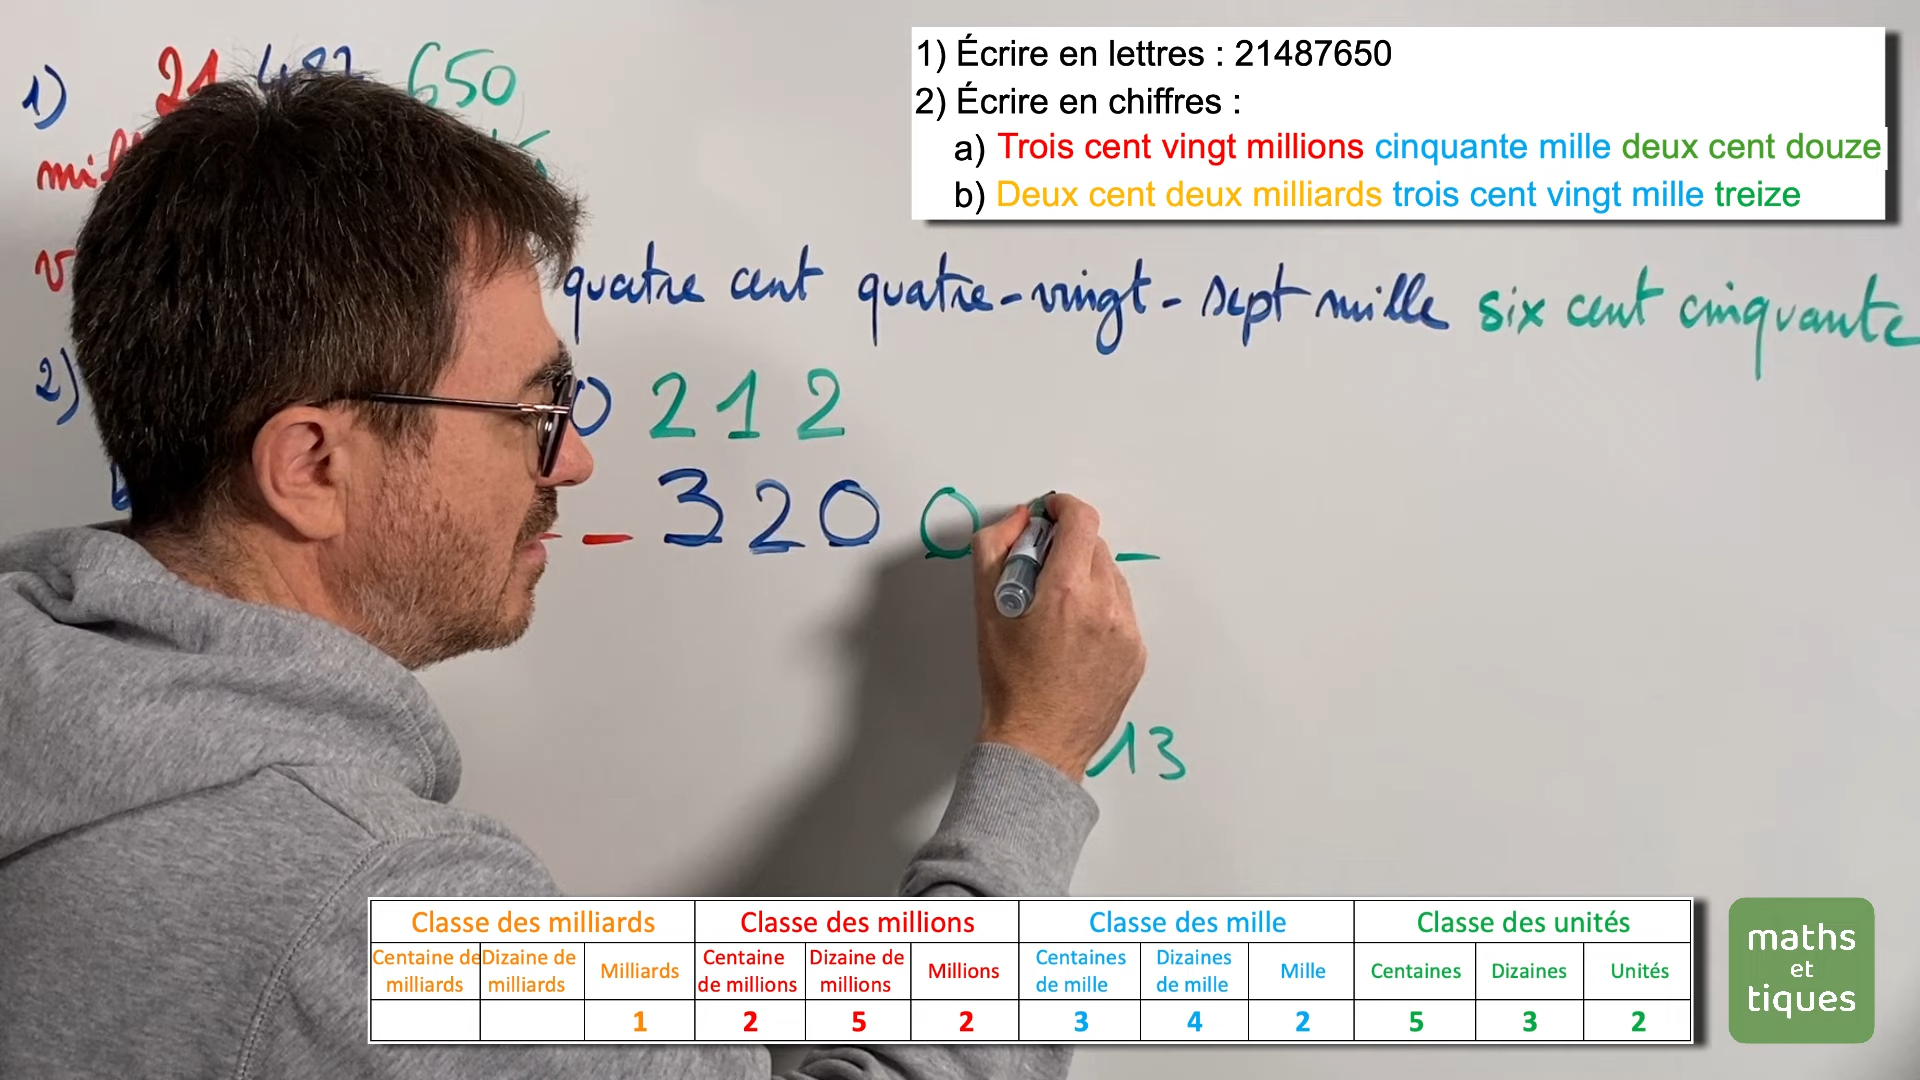 1) Écrire en lettres : 21487650
2) Écrire en chiffres :
a) Trois cent vingt millions cinquante mille deux cent douze
b) Deux cent deux milliards trois cent vingt mille treize
1) 21 487 650
quatre cent quatre-vingt-sept mille six cent cinquante
2) 0 212
320 0
13
Classe des milliards Classe des millions Classe des mille Classe des unités
Centaine de milliards Dizaine de milliards Milliards Centaine de millions Dizaine de millions Millions Centaines de mille Dizaines de mille Mille Centaines Dizaines Unités
1 2 5 2 3 4 2 5 3 2
maths
et
tiques